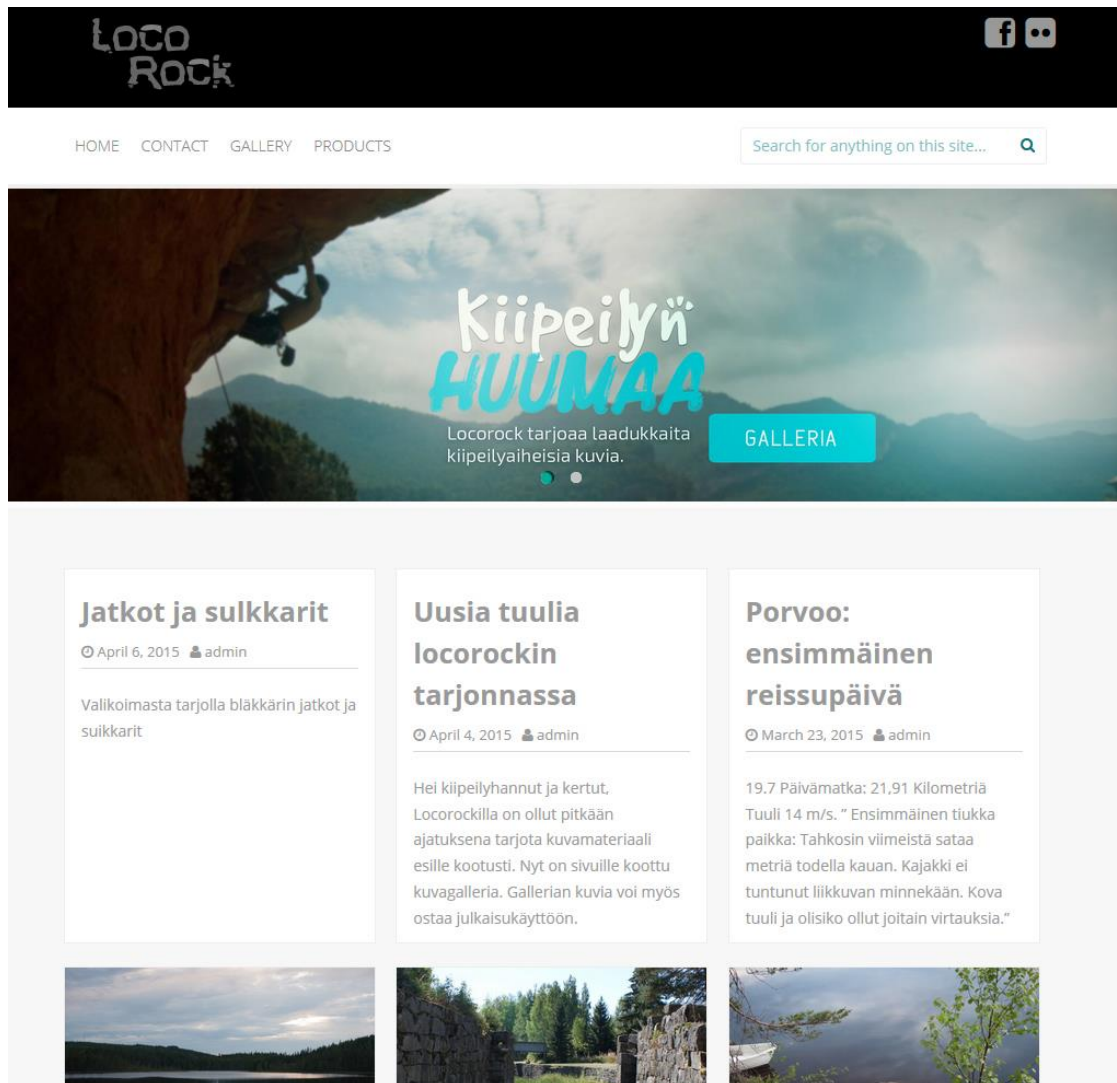 LOCO
ROCK
HOME CONTACT GALLERY PRODUCTS
Search for anything on this site...
Kiipeilyn
HUUMAA
Locorock tarjoaa laadukkaita
kiipeilyaiheisia kuvia.
GALLERIA
Jatkot ja sulkkarit
April 6, 2015 admin
Valikoimasta tarjolla bläkkärin jatkot ja
suikkarit
Uusia tuulia
locorockin
tarjonnassa
April 4, 2015 admin
Hei kiipeilyhannut ja kertut,
Locorockilla on ollut pitkään
ajatuksena tarjota kuvamateriaali
esille kootusti. Nyt on sivuille koottu
kuvagalleria. Gallerian kuvia voi myös
ostaa julkaisukäyttöön.
Porvoo:
ensimmäinen
reissupäivä
March 23, 2015 admin
19.7 Päivämatka: 21,91 Kilometriä
Tuuli 14 m/s. ” Ensimmäinen tiukka
paikka: Tahkosin viimeistä sataa
metriä todella kauan. Kajakki ei
tuntunut liikkuvan minnekään. Kova
tuuli ja olisiko ollut joitain virtauksia.”